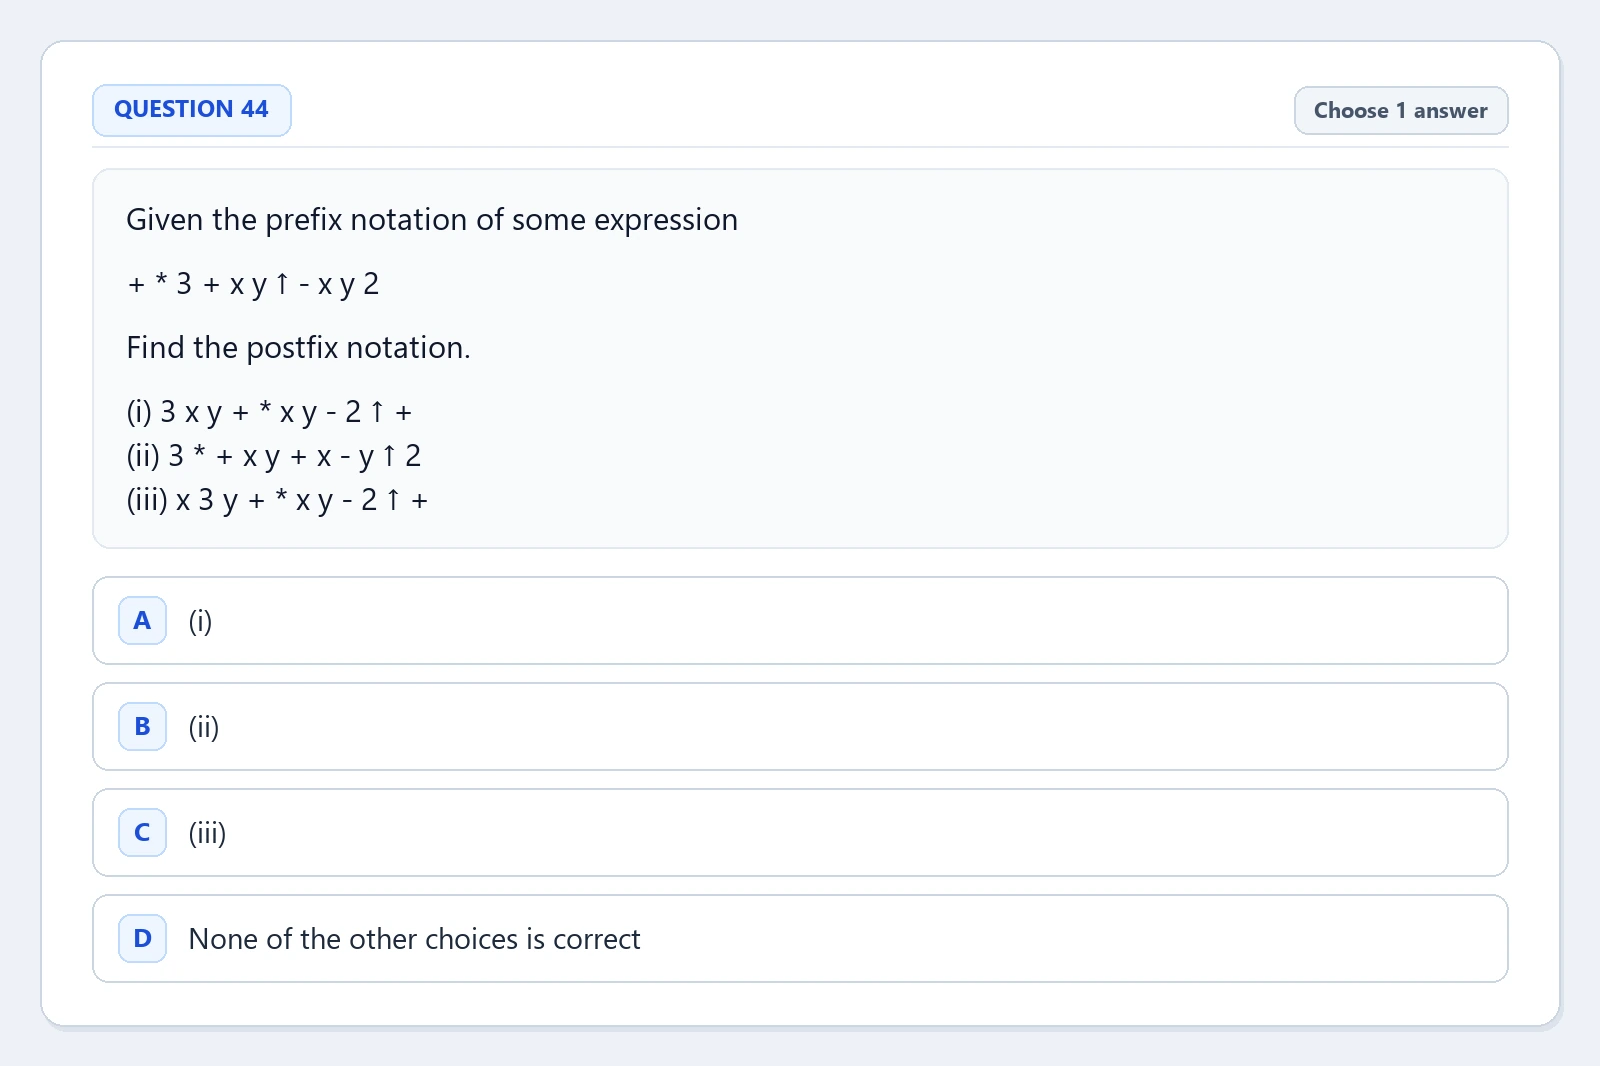 QUESTION 44
Choose 1 answer
Given the prefix notation of some expression
+ * 3 + x y ↑ - x y 2
Find the postfix notation.
(i) 3 x y + * x y - 2 ↑ +
(ii) 3 * + x y + x - y ↑ 2
(iii) x 3 y + * x y - 2 ↑ +
A (i)
B (ii)
C (iii)
D None of the other choices is correct